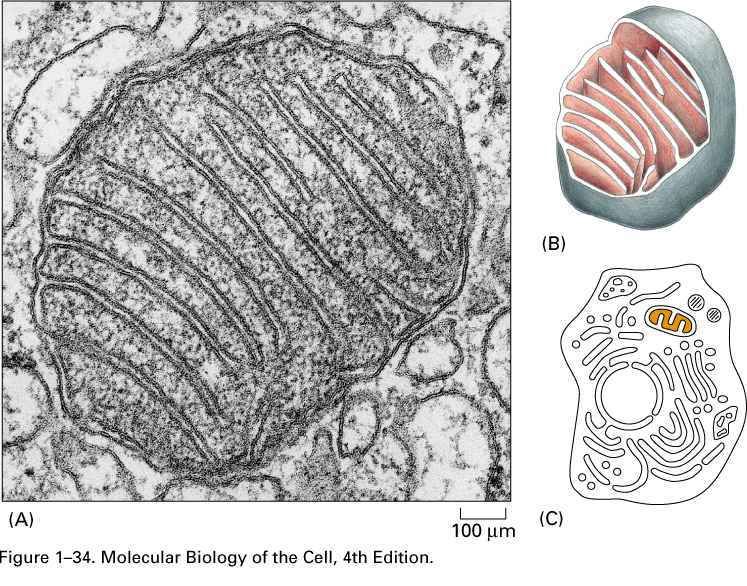 (A)
100 μm
(B)
(C)
Figure 1–34. Molecular Biology of the Cell, 4th Edition.